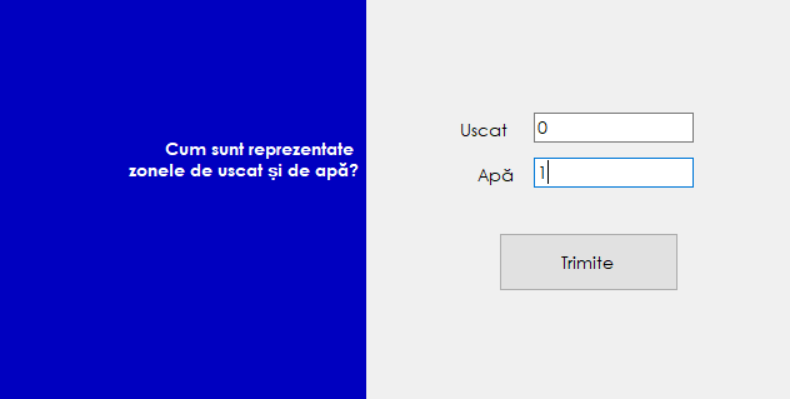 Cum sunt reprezentate
zonele de uscat și de apă?
Uscat 0
Apă 1
Trimite